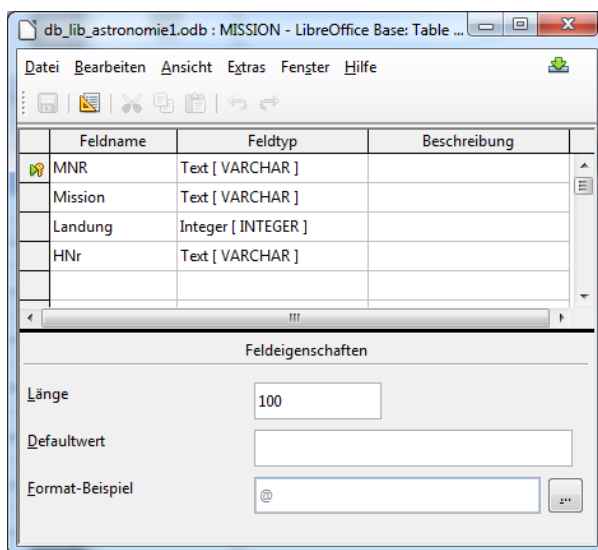 db_lib_astronomie1.odb : MISSION - LibreOffice Base: Table ...
Datei Bearbeiten Ansicht Extras Fenster Hilfe
Feldname Feldtyp Beschreibung
MNR Text [ VARCHAR ]
Mission Text [ VARCHAR ]
Landung Integer [ INTEGER ]
HNr Text [ VARCHAR ]
Feldeigenschaften
Länge 100
Defaultwert
Format-Beispiel @ ...